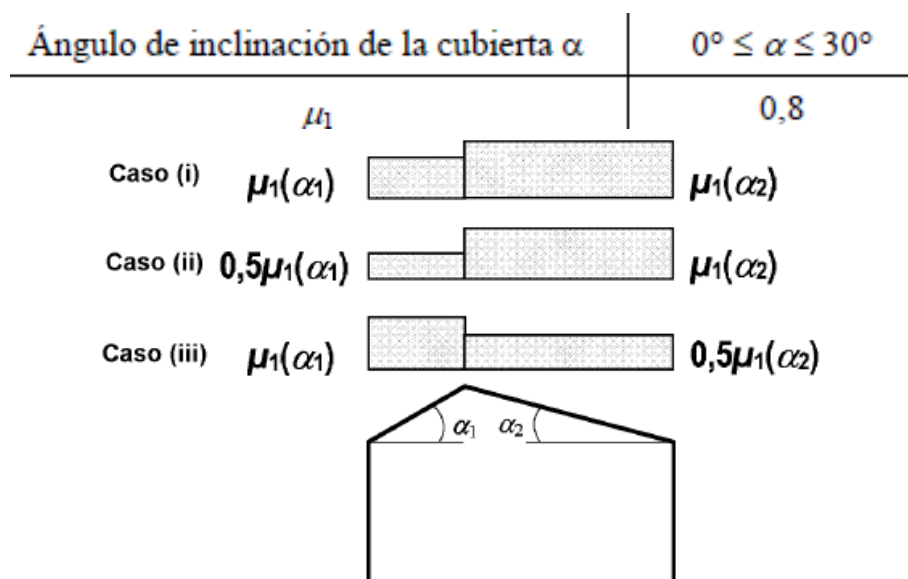 Ángulo de inclinación de la cubierta α 0° ≤ α ≤ 30°
μ1 0,8
Caso (i) μ1(α1) μ1(α2)
Caso (ii) 0,5μ1(α1) μ1(α2)
Caso (iii) μ1(α1) 0,5μ1(α2)
α1 α2